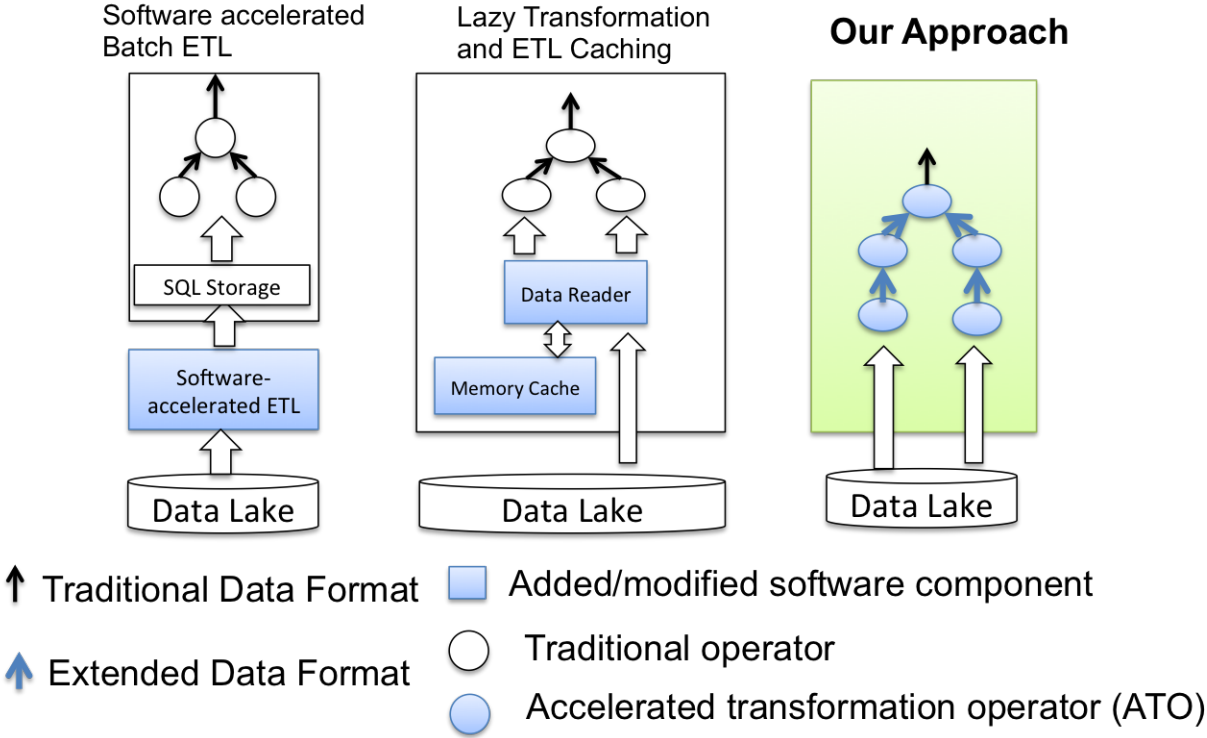 Software accelerated
Batch ETL
Lazy Transformation
and ETL Caching
Our Approach
SQL Storage
Software-
accelerated ETL
Data Lake
Data Reader
Memory Cache
Data Lake
Data Lake
Traditional Data Format
Extended Data Format
Added/modified software component
Traditional operator
Accelerated transformation operator (ATO)